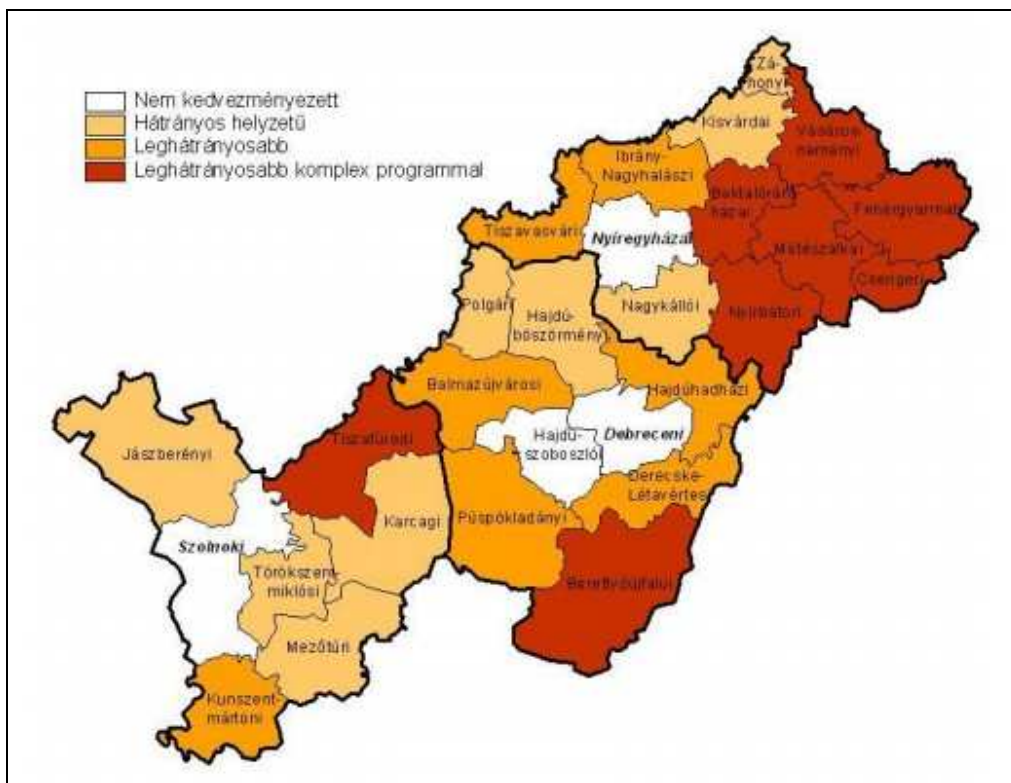 Nem kedvezményezett
Hátrányos helyzetű
Leghátrányosabb
Leghátrányosabb komplex programmal
Zá-
honyi
Kisvárdai
Vásáros-
naményi
Ibrány-
Nagyhalászi
Baktalóránt
házai
Fehérgyarmati
Tiszavasvári
Nyíregyházai
Mátészalkai
Csengeri
Nagykállói
Nyírbátori
Polgári
Hajdú-
böszörményi
Balmazújvárosi
Hajdúhadházi
Tiszafüredi
Debreceni
Hajdú-
szoboszlói
Jászberényi
Derecske-
Létavértesi
Karcagi
Püspökladányi
Szolnoki
Törökszent-
miklósi
Berettyóújfalui
Mezőtúri
Kunszent-
mártoni